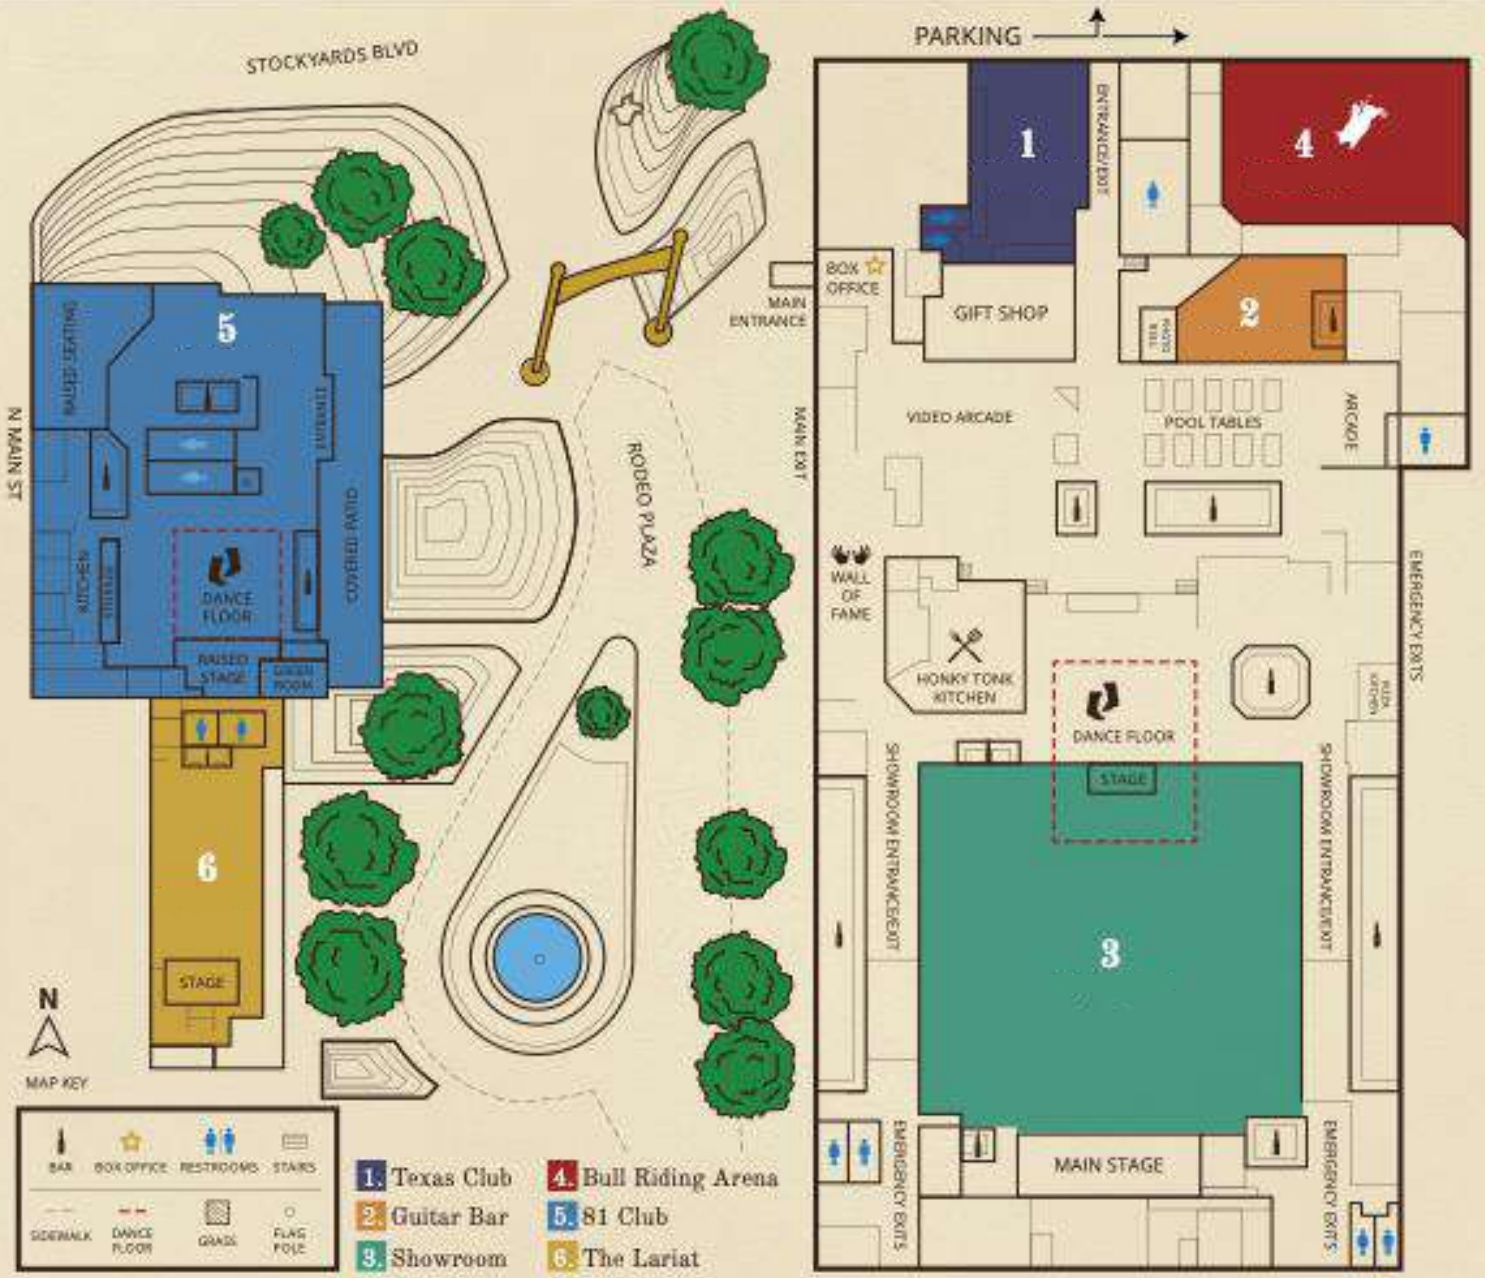 STOCKYARDS BLVD
PARKING
1
ENTRANCE/EXIT
4
BOX
OFFICE
MAIN
ENTRANCE
GIFT SHOP
2
5
RAISED SEATING
ENTRANCE
N MAIN ST
MAIN EXIT
VIDEO ARCADE
POOL TABLES
ARCADE
RODEO PLAZA
COVERED PATIO
KITCHEN
DANCE
FLOOR
RAISED
STAGE
GREEN
ROOM
WALL
OF
FAME
HONKY TONK
KITCHEN
EMERGENCY EXITS
DANCE FLOOR
STAGE
SHOWROOM ENTRANCE/EXIT
SHOWROOM ENTRANCE/EXIT
6
STAGE
3
N
MAP KEY
BAR
BOX OFFICE
RESTROOMS
STAIRS
SIDEWALK
DANCE
FLOOR
GRASS
FLAG
POLE
1. Texas Club
2. Guitar Bar
3. Showroom
4. Bull Riding Arena
5. 81 Club
6. The Lariat
EMERGENCY EXITS
MAIN STAGE
EMERGENCY EXITS